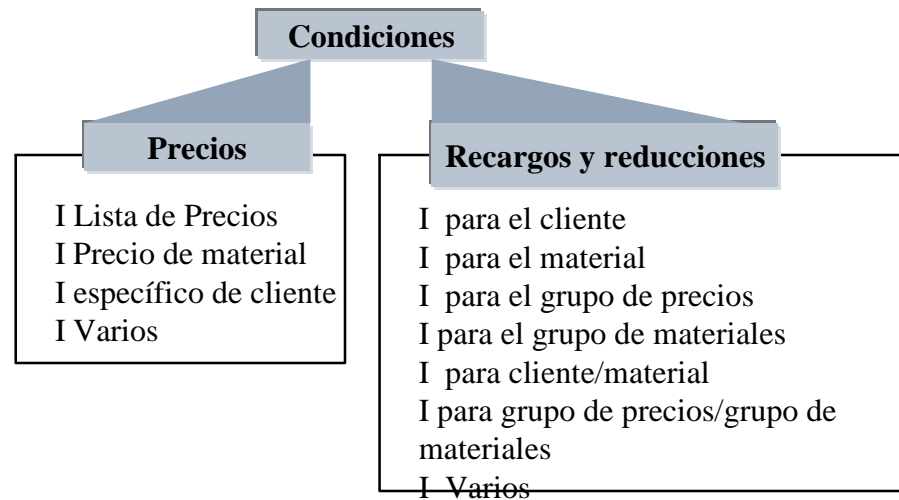 Condiciones
Precios
I Lista de Precios
I Precio de material
I específico de cliente
I Varios
Recargos y reducciones
I para el cliente
I para el material
I para el grupo de precios
I para el grupo de materiales
I para cliente/material
I para grupo de precios/grupo de
materiales
I Varios